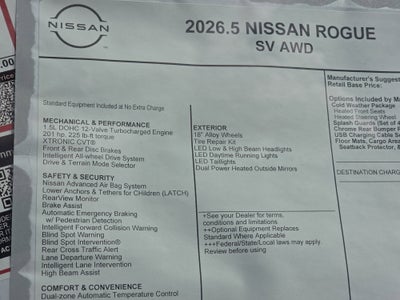 NISSAN
2026.5 NISSAN ROGUE
SV AWD
Standard Equipment Included at No Extra Charge
MECHANICAL & PERFORMANCE
1.5L DOHC 12-Valve Turbocharged Engine
201 hp, 225 lb-ft torque
XTRONIC CVT®
Front & Rear Disc Brakes
Intelligent All-wheel Drive System
Drive & Terrain Mode Selector
SAFETY & SECURITY
Nissan Advanced Air Bag System
Lower Anchors & Tethers for CHildren (LATCH)
RearView Monitor
Brake Assist
Automatic Emergency Braking
w/ Pedestrian Detection
Intelligent Forward Collision Warning
Blind Spot Warning
Blind Spot Intervention®
Rear Cross Traffic Alert
Lane Departure Warning
Intelligent Lane Intervention
High Beam Assist
COMFORT & CONVENIENCE
Dual-zone Automatic Temperature Control
EXTERIOR
18" Alloy Wheels
Tire Repair Kit
LED Low & High Beam Headlights
LED Daytime Running Lights
LED Taillights
Dual Power Heated Outside Mirrors
+See your Dealer for terms,
conditions and limitations
++Optional Equipment Replaces
Standard Where Applicable
+++Federal/State/Local laws may apply.
Review before using
Manufacturer's Suggest
Retail Base Price:
Options Included by Ma
Cold Weather Package
Heated Front Seats
Heated Steering Wheel
Splash Guards (Set of 4
Chrome Rear Bumper P
USB Charging Cable S
Floor Mats, Cargo Area
Seatback Protector, &
DESTINATION CHARG